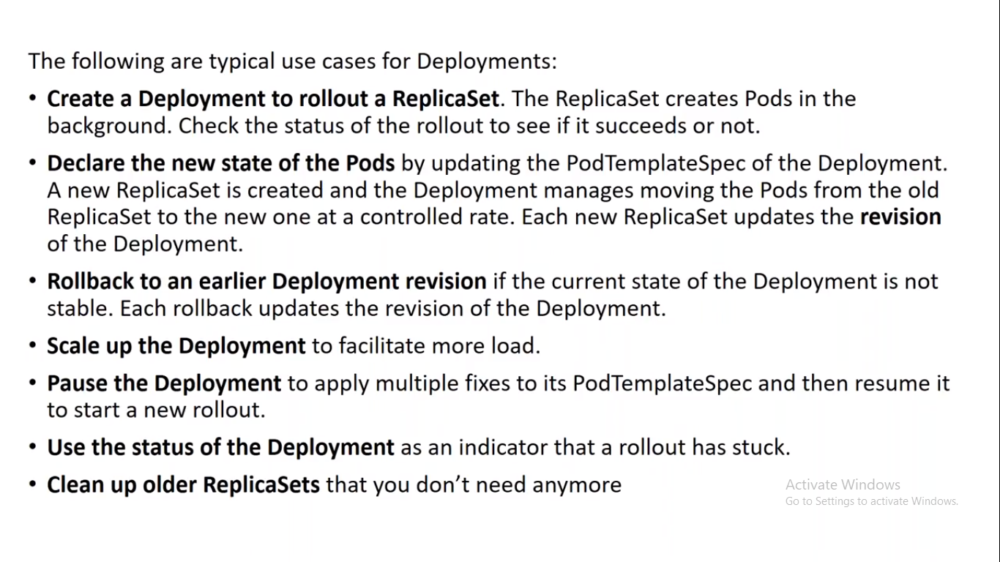 The following are typical use cases for Deployments:
• Create a Deployment to rollout a ReplicaSet. The ReplicaSet creates Pods in the
background. Check the status of the rollout to see if it succeeds or not.
• Declare the new state of the Pods by updating the PodTemplateSpec of the Deployment.
A new ReplicaSet is created and the Deployment manages moving the Pods from the old
ReplicaSet to the new one at a controlled rate. Each new ReplicaSet updates the revision
of the Deployment.
• Rollback to an earlier Deployment revision if the current state of the Deployment is not
stable. Each rollback updates the revision of the Deployment.
• Scale up the Deployment to facilitate more load.
• Pause the Deployment to apply multiple fixes to its PodTemplateSpec and then resume it
to start a new rollout.
• Use the status of the Deployment as an indicator that a rollout has stuck.
• Clean up older ReplicaSets that you don’t need anymore
Activate Windows
Go to Settings to activate Windows.